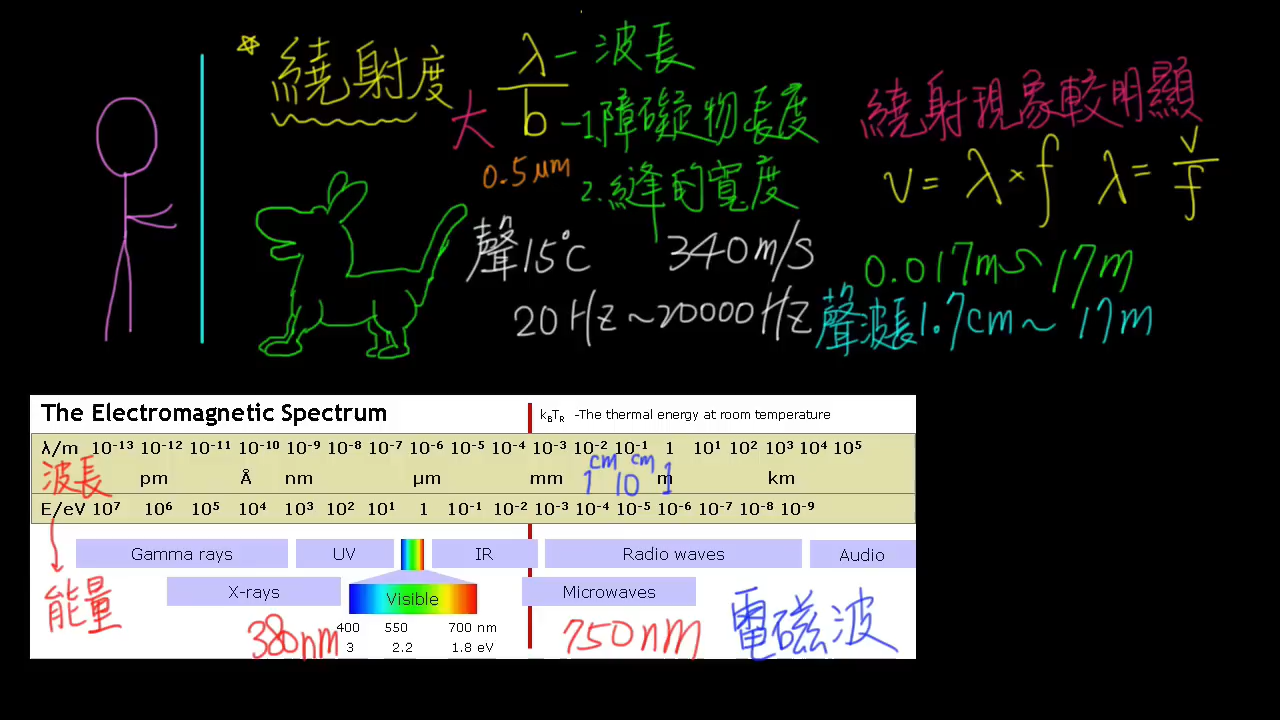 *繞射度 大 λ/b
λ — 波長
b — 1.障礙物長度
2.縫的寬度
0.5μm
繞射現象較明顯
v = λ × f λ = v/f
聲15°C 340m/s
20Hz ~ 20000Hz
0.017m ~ 17m
聲波長1.7cm ~ 17m
The Electromagnetic Spectrum
k_BT_R -The thermal energy at room temperature
λ/m 10⁻¹³ 10⁻¹² 10⁻¹¹ 10⁻¹⁰ 10⁻⁹ 10⁻⁸ 10⁻⁷ 10⁻⁶ 10⁻⁵ 10⁻⁴ 10⁻³ 10⁻² 10⁻¹ 1 10¹ 10² 10³ 10⁴ 10⁵
波長 pm Å nm μm mm m km
1cm 10cm 1
E/eV 10⁷ 10⁶ 10⁵ 10⁴ 10³ 10² 10¹ 1 10⁻¹ 10⁻² 10⁻³ 10⁻⁴ 10⁻⁵ 10⁻⁶ 10⁻⁷ 10⁻⁸ 10⁻⁹
Gamma rays UV IR Radio waves Audio
X-rays Visible Microwaves
能量
400 550 700 nm
3 2.2 1.8 eV
380nm 750nm
電磁波